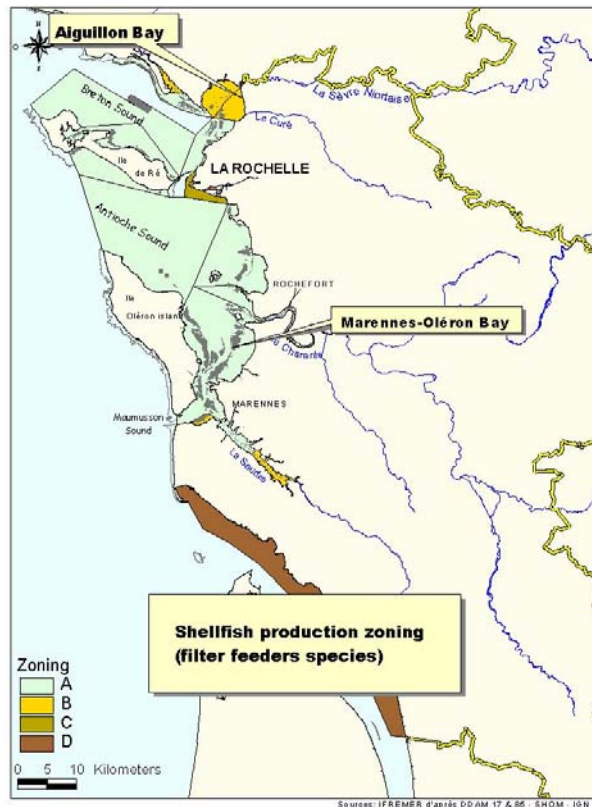 Aiguillon Bay
La Sèvre Niortaise
Breton Sound
Le Curé
Ile
de Ré
LA ROCHELLE
Antioche Sound
ROCHEFORT
Ile
Oléron island
Marennes-Oléron Bay
Charente
MARENNES
Maumusson
Sound
La Seudre
Shellfish production zoning
(filter feeders species)
Zoning
A
B
C
D
0 5 10 Kilometers
Sources: IFREMER d'après DDAM 17 & 85 - SHOM - IGN